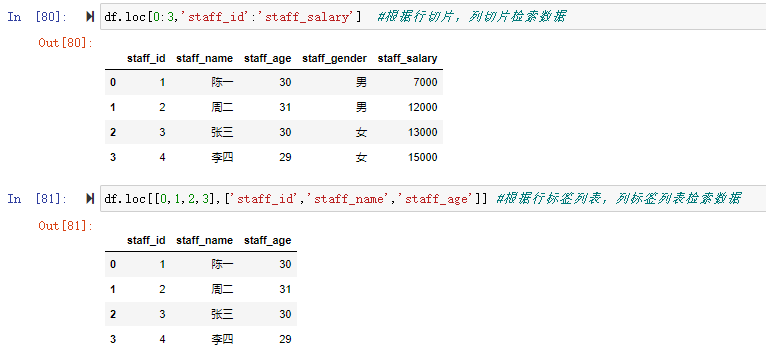 In [80]: df.loc[0:3,'staff_id':'staff_salary'] #根据行切片，列切片检索数据
Out[80]:
staff_id staff_name staff_age staff_gender staff_salary
0 1 陈一 30 男 7000
1 2 周二 31 男 12000
2 3 张三 30 女 13000
3 4 李四 29 女 15000
In [81]: df.loc[[0,1,2,3],['staff_id','staff_name','staff_age']] #根据行标签列表，列标签列表检索数据
Out[81]:
staff_id staff_name staff_age
0 1 陈一 30
1 2 周二 31
2 3 张三 30
3 4 李四 29